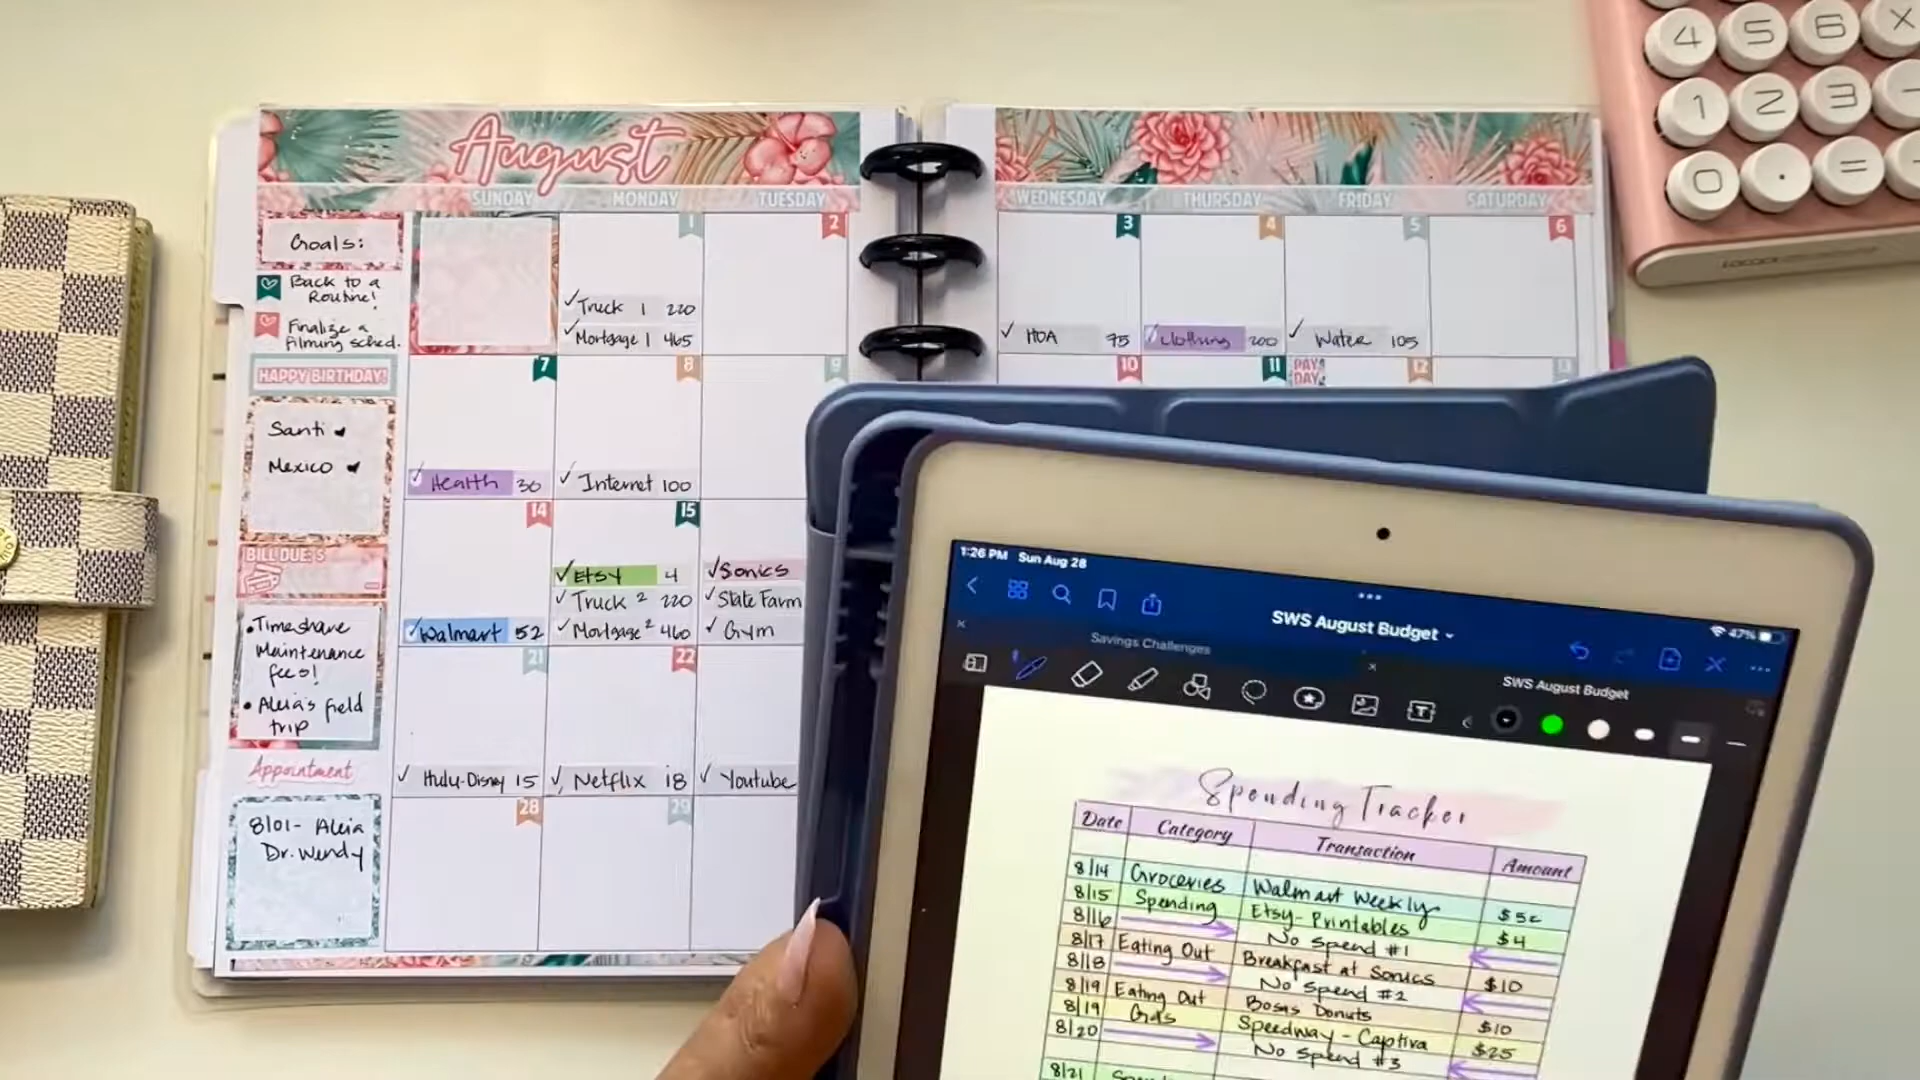 August
SUNDAY MONDAY TUESDAY
WEDNESDAY THURSDAY FRIDAY SATURDAY
Goals:
Back to a
Routine!
Finalize a
filming sched.
HAPPY BIRTHDAY!
Santi
Mexico
BILL DUE'S
• Timeshare
Maintenance
fees!
• Aleia's field
trip
Appointment
8/01- Aleia
Dr. Wendy
1
✓Truck 1 220
✓Mortgage 1 465
2
3
✓ HOA 75
4
✓Clothing 200
5
✓ Water 105
6
7
✓Health 30
8
✓Internet 100
9
10
11
PAY
DAY
12
13
14
✓Walmart 52
15
✓Etsy 4
✓Truck 2 220
✓Mortgage 2 460
✓Sonics
✓State Farm
✓Gym
21
✓ Hulu-Disney 15
22
✓Netflix 18
✓ Youtube
28
29
4 5 6 X
1 2 3 -
0 . =
1:26 PM Sun Aug 28
47%
SWS August Budget
Savings Challenges
SWS August Budget
Spending Tracker
Date Category Transaction Amount
8/14 Groceries Walmart Weekly
8/15 Spending Etsy- Printables $4
8/16 No Spend #1
8/17 Eating Out Breakfast at Sonics $10
8/18 No Spend #2
8/19 Eating Out Bosas Donuts $10
8/19 Gas Speedway - Captiva $25
8/20 No Spend #3
8/21